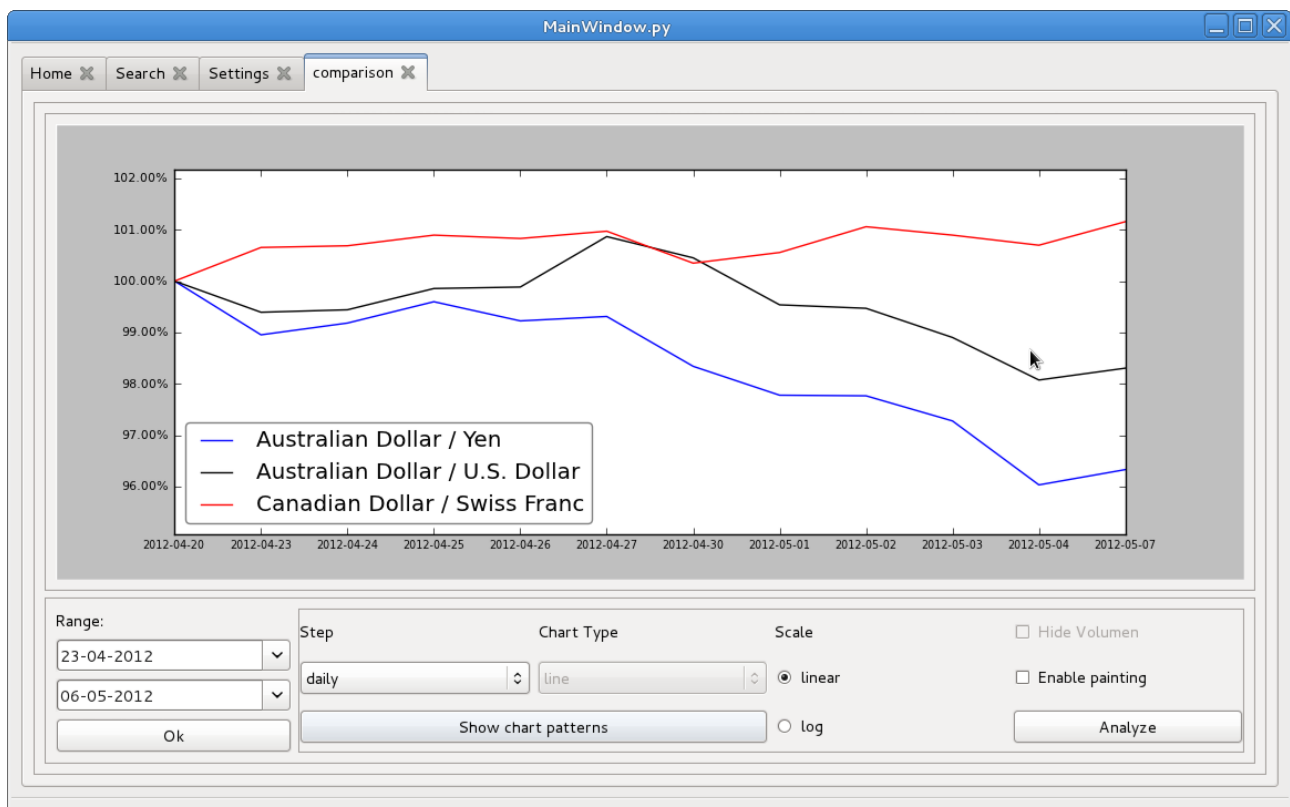 MainWindow.py
Home Search Settings comparison
102.00%
101.00%
100.00%
99.00%
98.00%
97.00%
96.00%
Australian Dollar / Yen
Australian Dollar / U.S. Dollar
Canadian Dollar / Swiss Franc
2012-04-20 2012-04-23 2012-04-24 2012-04-25 2012-04-26 2012-04-27 2012-04-30 2012-05-01 2012-05-02 2012-05-03 2012-05-04 2012-05-07
Range:
23-04-2012
06-05-2012
Ok
Step Chart Type Scale Hide Volumen
daily line linear Enable painting
Show chart patterns log Analyze